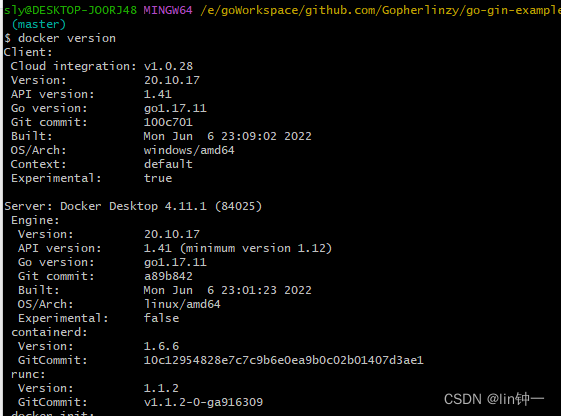 sly@DESKTOP-JOORJ48 MINGW64 /e/goWorkspace/github.com/Gopherlinzy/go-gin-example
(master)
$ docker version
Client:
Cloud integration: v1.0.28
Version: 20.10.17
API version: 1.41
Go version: go1.17.11
Git commit: 100c701
Built: Mon Jun 6 23:09:02 2022
OS/Arch: windows/amd64
Context: default
Experimental: true
Server: Docker Desktop 4.11.1 (84025)
Engine:
Version: 20.10.17
API version: 1.41 (minimum version 1.12)
Go version: go1.17.11
Git commit: a89b842
Built: Mon Jun 6 23:01:23 2022
OS/Arch: linux/amd64
Experimental: false
containerd:
Version: 1.6.6
GitCommit: 10c12954828e7c7c9b6e0ea9b0c02b01407d3ae1
runc:
Version: 1.1.2
GitCommit: v1.1.2-0-ga916309
docker-init:
CSDN @lin钟一